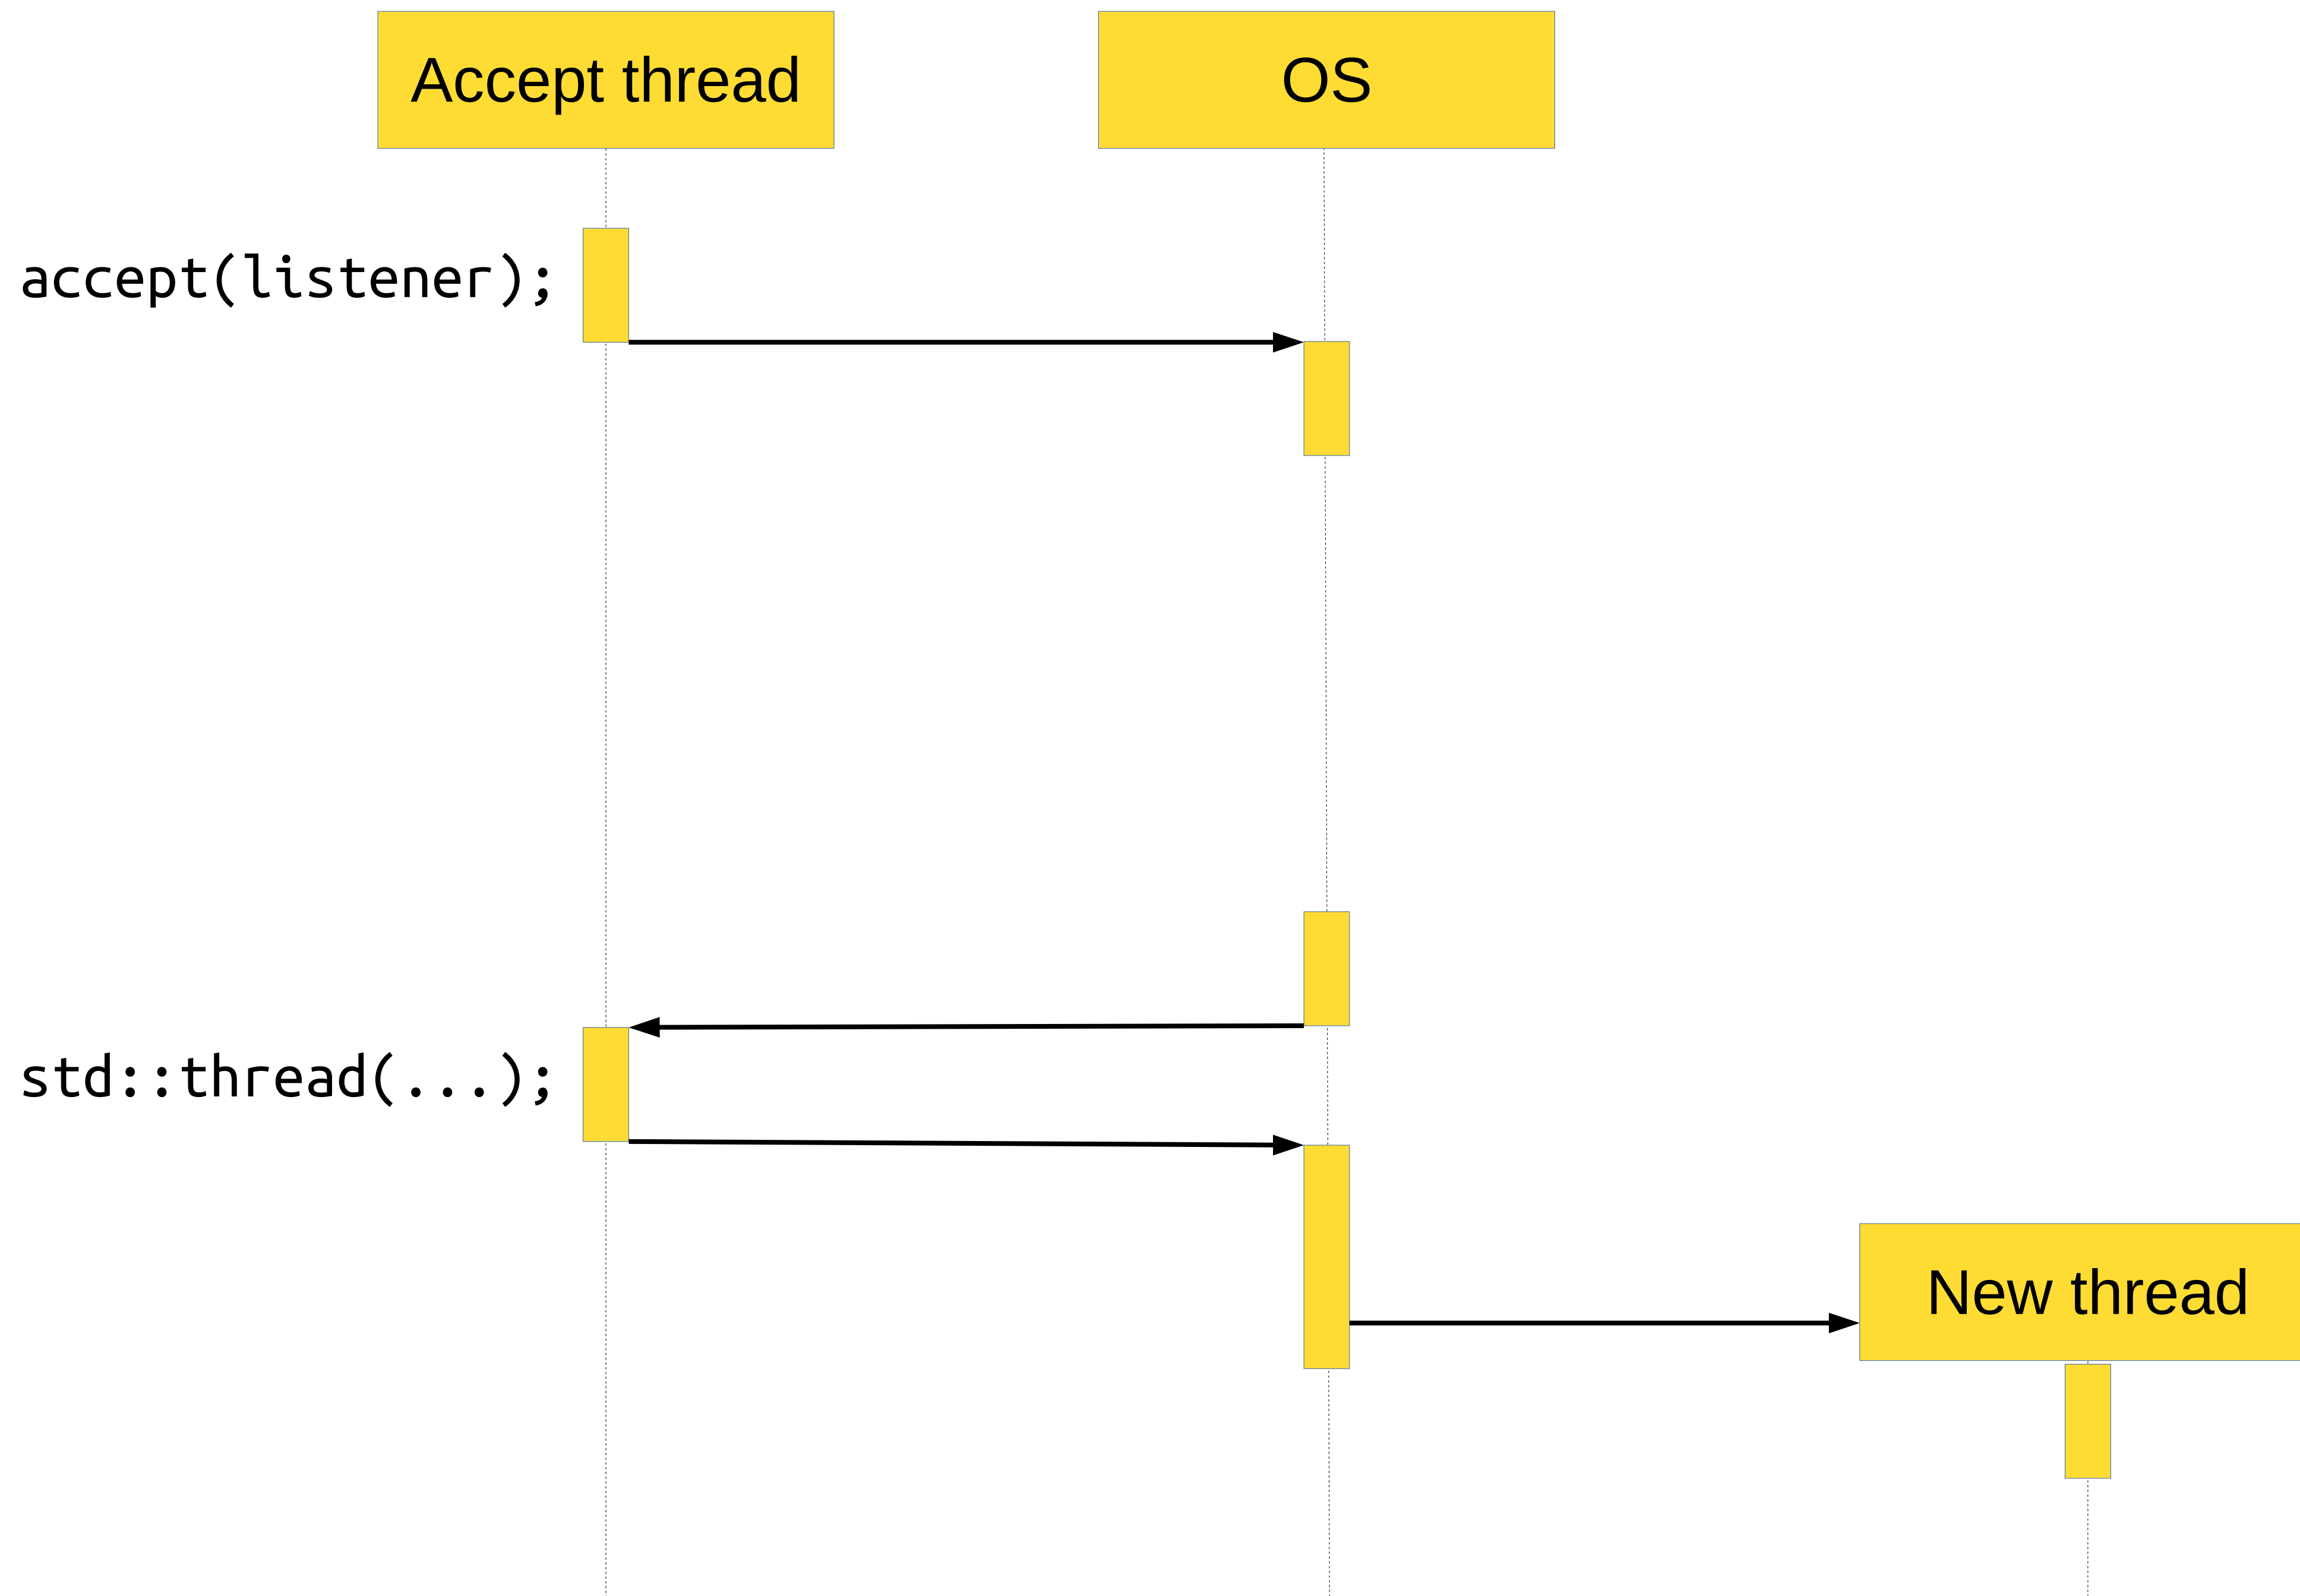 Accept thread
OS
accept(listener);
std::thread(...);
New thread